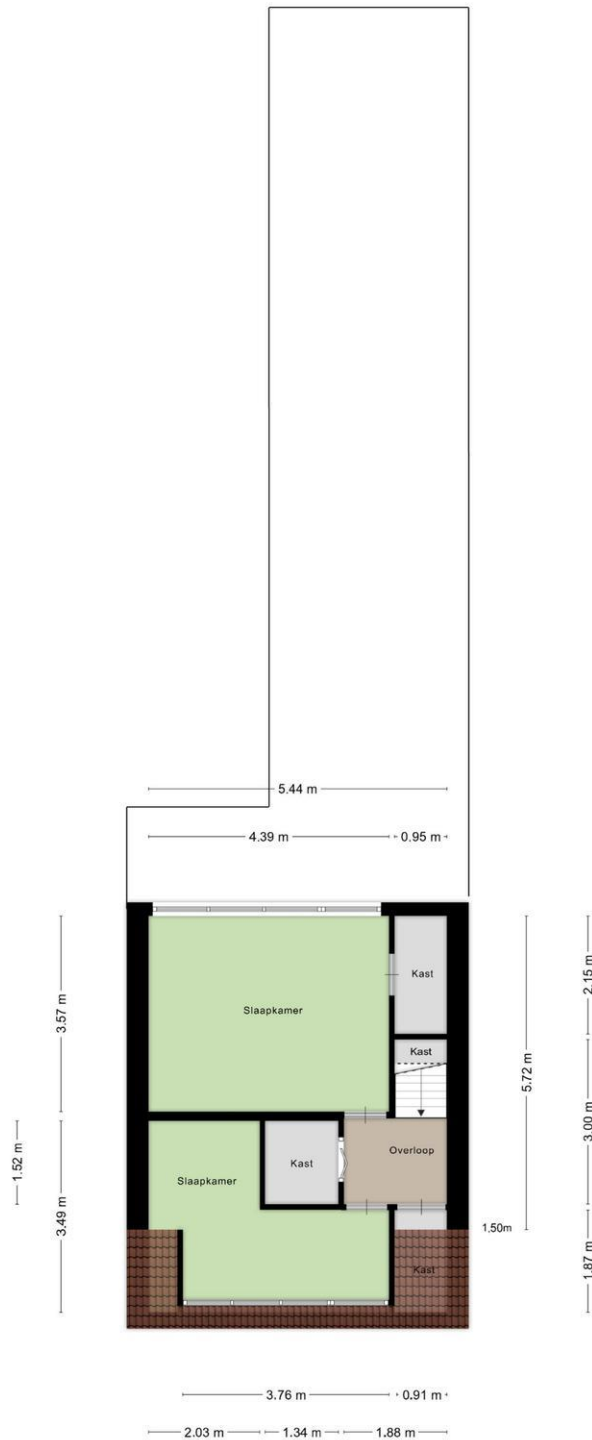 5.44 m
4.39 m
0.95 m
3.57 m
Slaapkamer
Kast
2.15 m
Kast
5.72 m
3.00 m
1.52 m
3.49 m
Slaapkamer
Kast
Overloop
1,50m
Kast
1.87 m
3.76 m
0.91 m
2.03 m
1.34 m
1.88 m